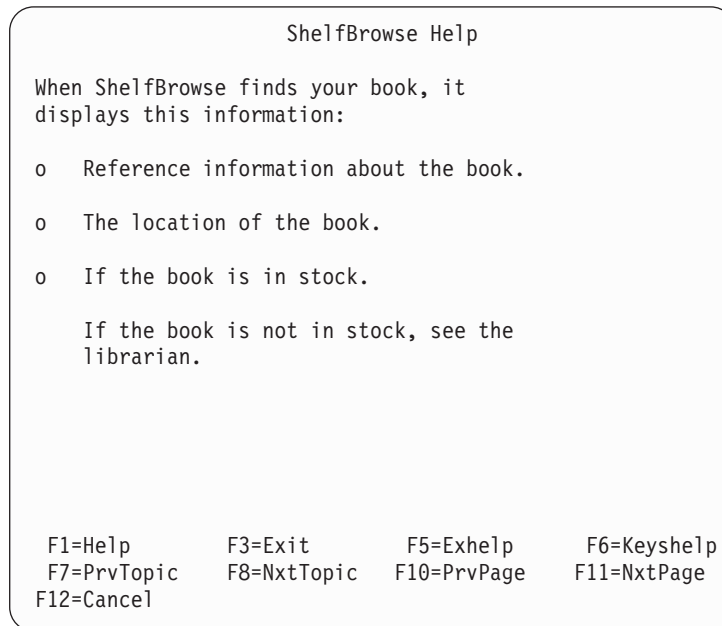 ShelfBrowse Help
When ShelfBrowse finds your book, it
displays this information:
o Reference information about the book.
o The location of the book.
o If the book is in stock.
If the book is not in stock, see the
librarian.
F1=Help F3=Exit F5=Exhelp F6=Keyshelp
F7=PrvTopic F8=NxtTopic F10=PrvPage F11=NxtPage
F12=Cancel